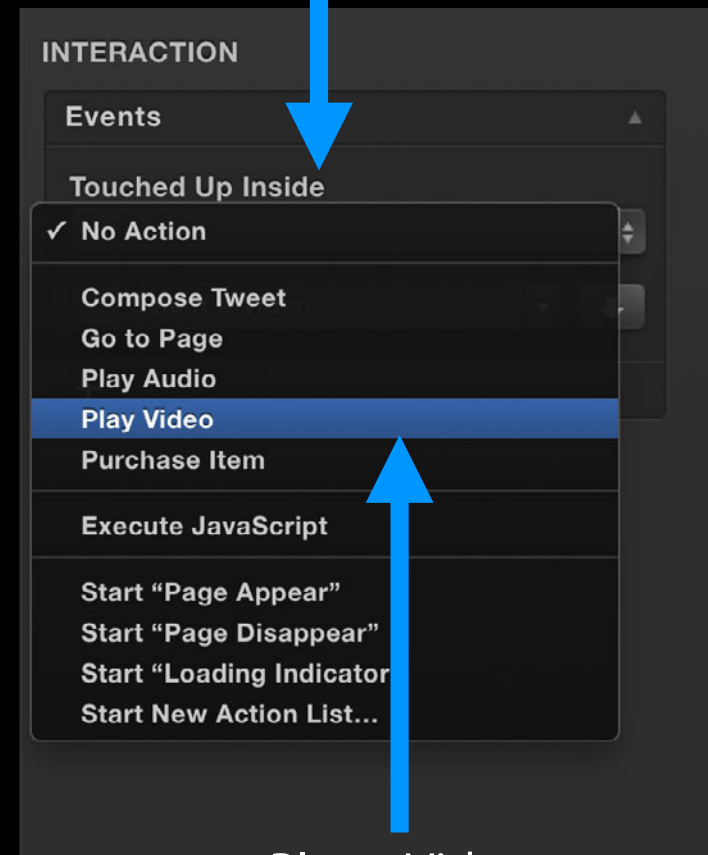 INTERACTION
Events
Touched Up Inside
✓ No Action
Compose Tweet
Go to Page
Play Audio
Play Video
Purchase Item
Execute JavaScript
Start “Page Appear”
Start “Page Disappear”
Start “Loading Indicator
Start New Action List...